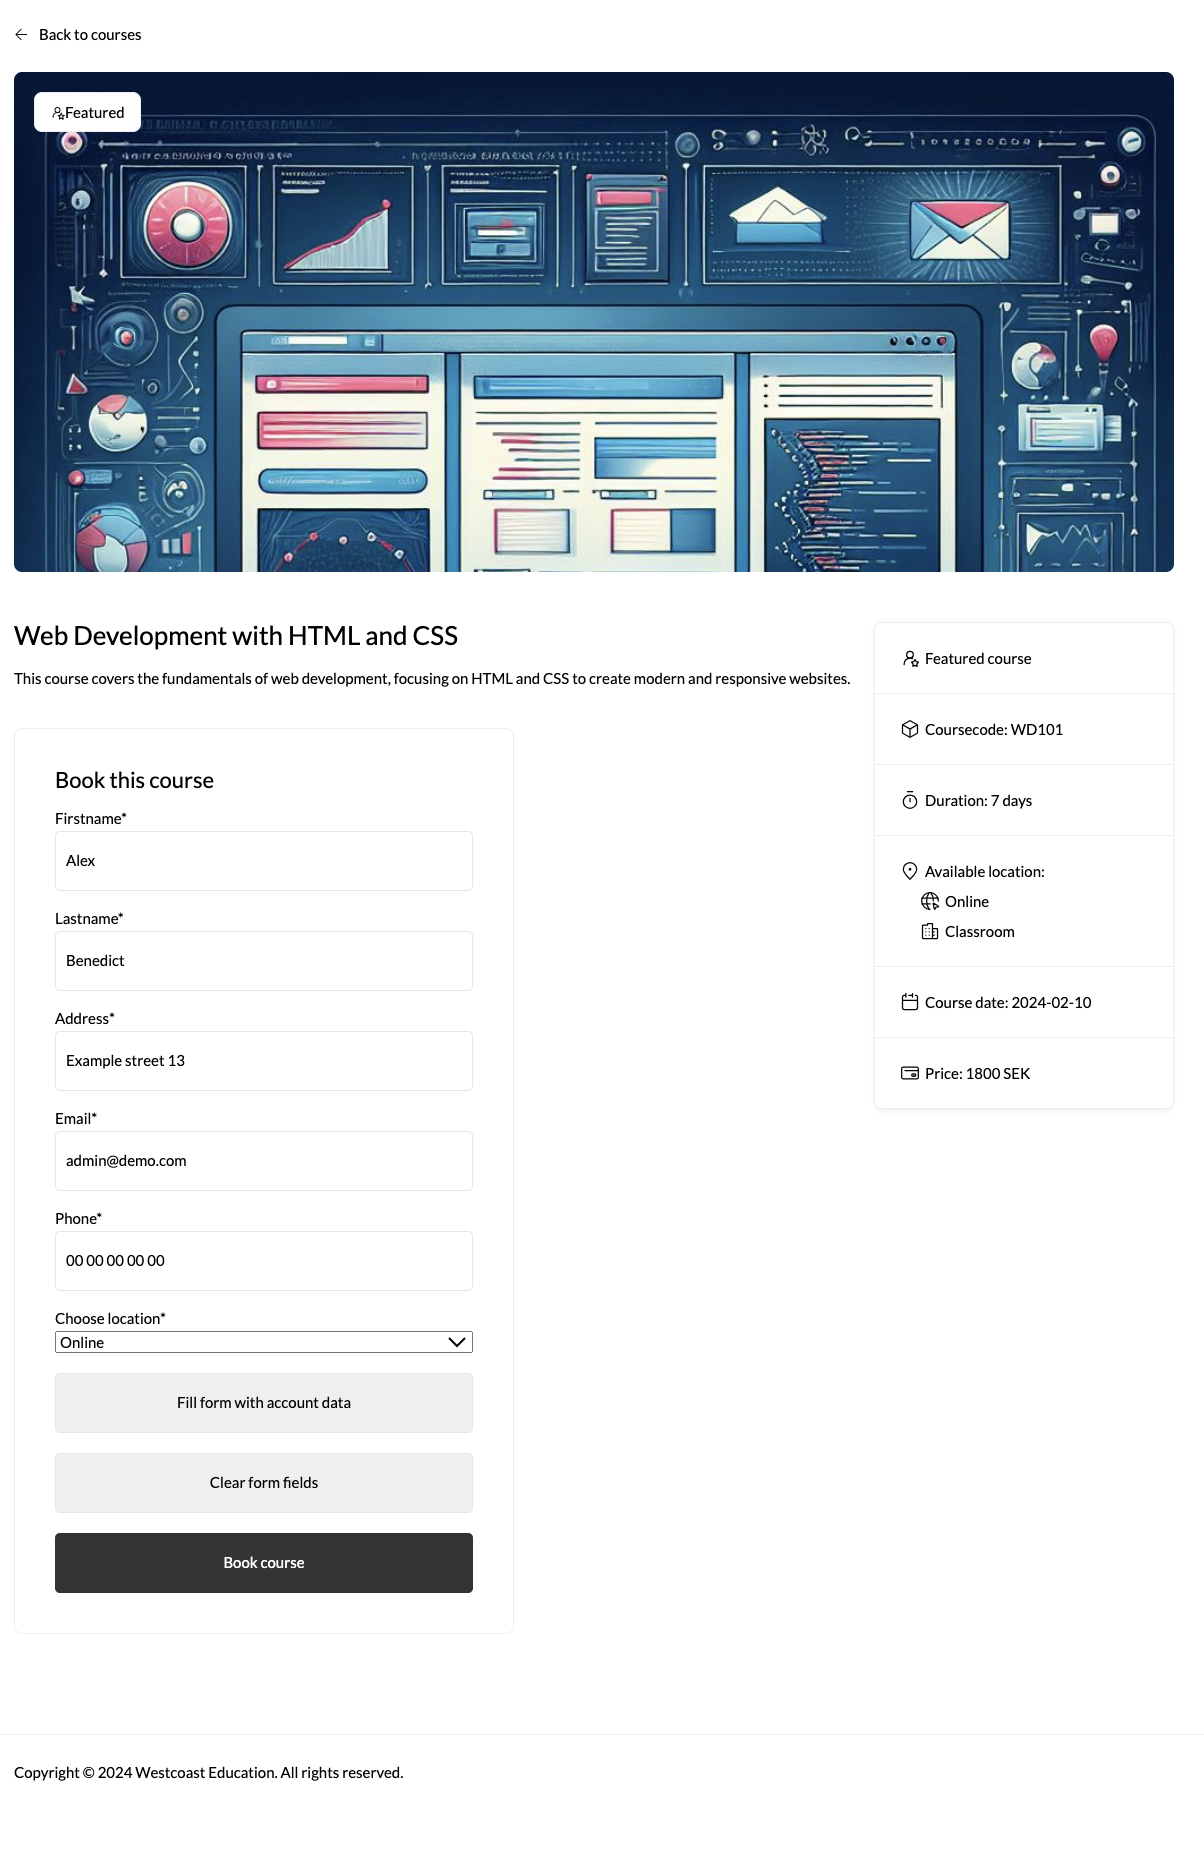 Back to courses
Featured
Web Development with HTML and CSS
This course covers the fundamentals of web development, focusing on HTML and CSS to create modern and responsive websites.
Book this course
Firstname*
Alex
Lastname*
Benedict
Address*
Example street 13
Email*
admin@demo.com
Phone*
00 00 00 00 00
Choose location*
Online
Fill form with account data
Clear form fields
Book course
Featured course
Coursecode: WD101
Duration: 7 days
Available location:
Online
Classroom
Course date: 2024-02-10
Price: 1800 SEK
Copyright © 2024 Westcoast Education. All rights reserved.